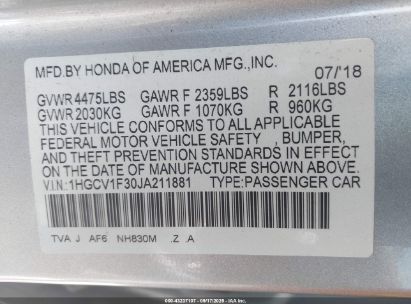 MFD.BY HONDA OF AMERICA MFG.,INC. 07/'18
GVWR 4475LBS GAWR F 2359LBS R 2116LBS
GVWR 2030KG GAWR F 1070KG R 960KG
THIS VEHICLE CONFORMS TO ALL APPLICABLE
FEDERAL MOTOR VEHICLE SAFETY , BUMPER,
AND THEFT PREVENTION STANDARDS IN EFFECT
ON THE DATE OF MANUFACTURE SHOWN ABOVE.
V.I.N:1HGCV1F30JA211881 TYPE:PASSENGER CAR
TVA J AF6 NH830M .Z .A